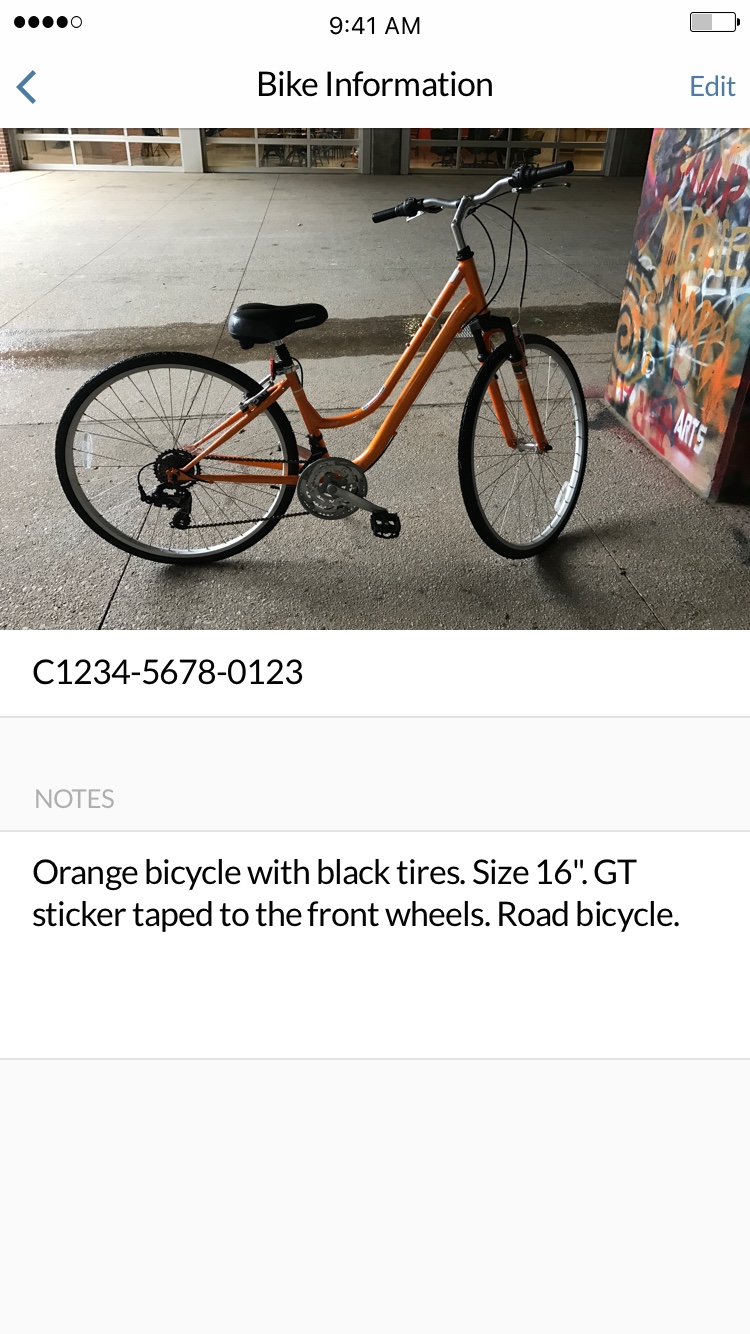 9:41 AM
Bike Information
Edit
ARTS
C1234-5678-0123
NOTES
Orange bicycle with black tires. Size 16". GT
sticker taped to the front wheels. Road bicycle.